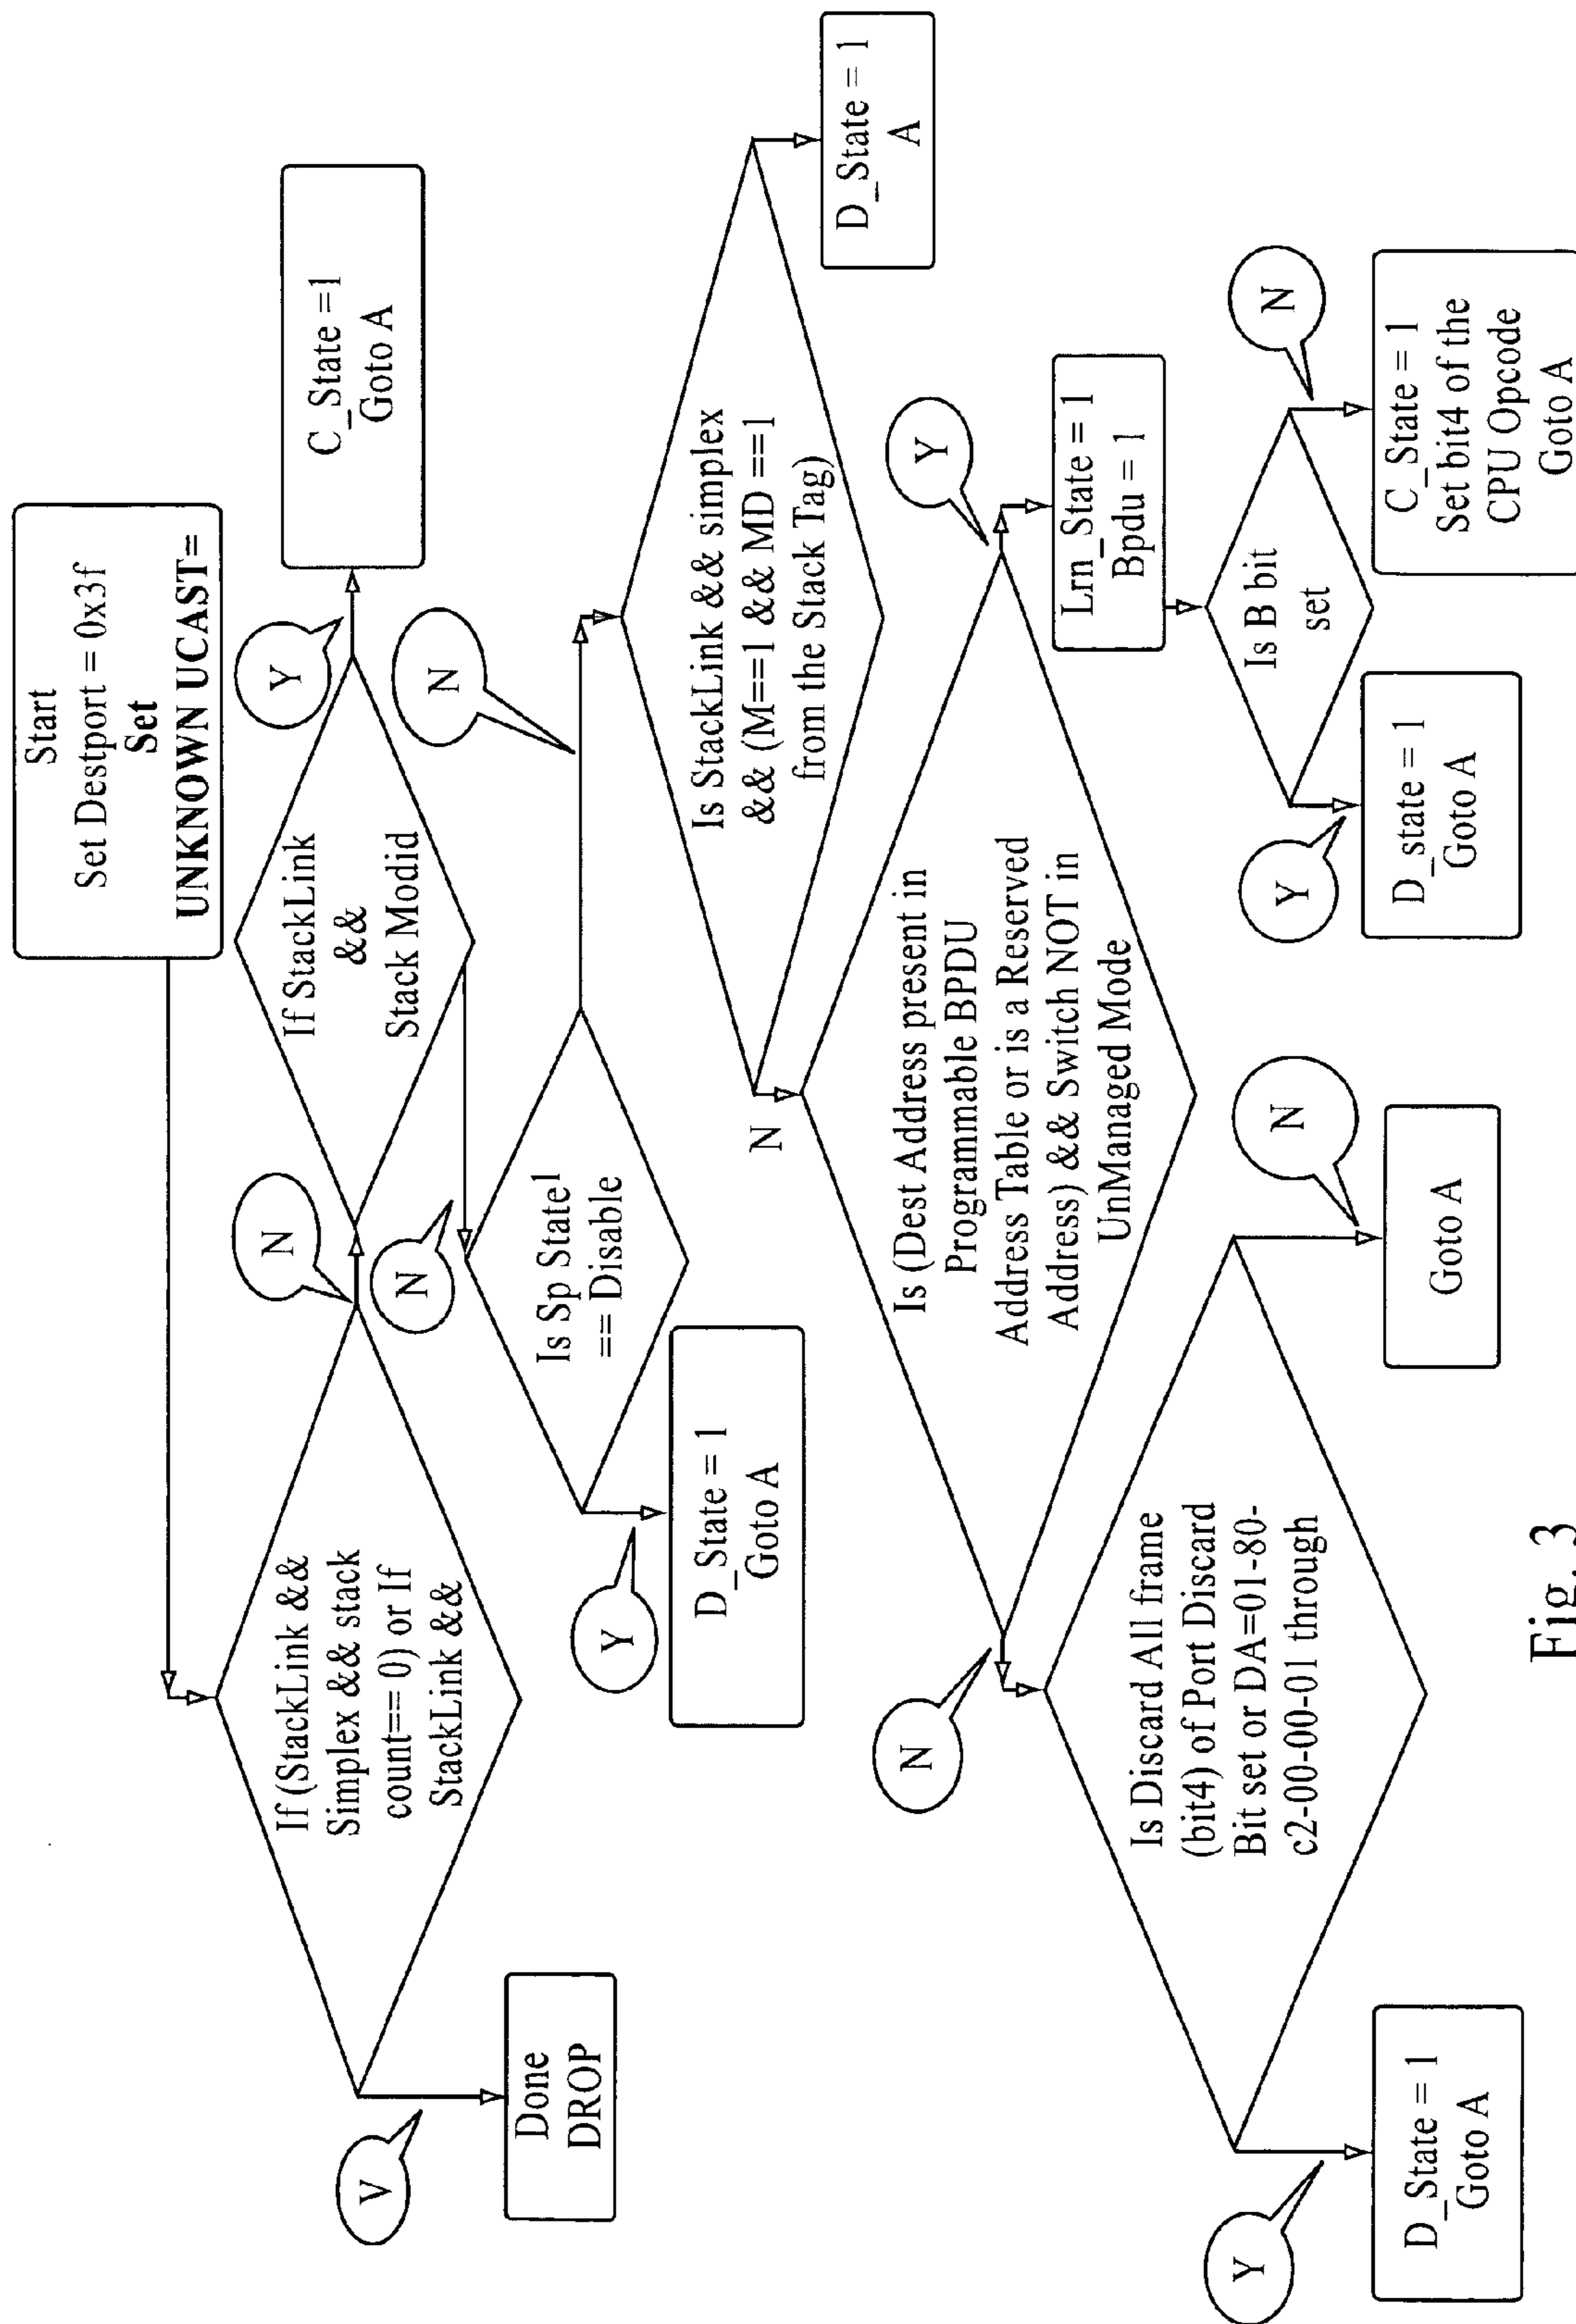 Start
Set Destport = 0x3f
Set
UNKNOWN UCAST=
If (StackLink &&
Simplex && stack
count== 0) or If
StackLink &&
V
Done
DROP
N
If StackLink
&&
Stack Modid
Y
C_State =1
Goto A
N
Is Sp State1
== Disable
Y
D_State = 1
Goto A
N
Is StackLink && simplex
&& (M==1 && MD ==1
from the Stack Tag)
D_State = 1
A
N
Is (Dest Address present in
Programmable BPDU
Address Table or is a Reserved
Address) && Switch NOT in
UnManaged Mode
Y
Lrn_State = 1
Bpdu = 1
Is B bit
set
Y
D_state = 1
Goto A
N
C_State = 1
Set bit4 of the
CPU Opcode
Goto A
N
Is Discard All frame
(bit4) of Port Discard
Bit set or DA=01-80-
c2-00-00-01 through
Y
D_State = 1
Goto A
N
Goto A
Fig. 3